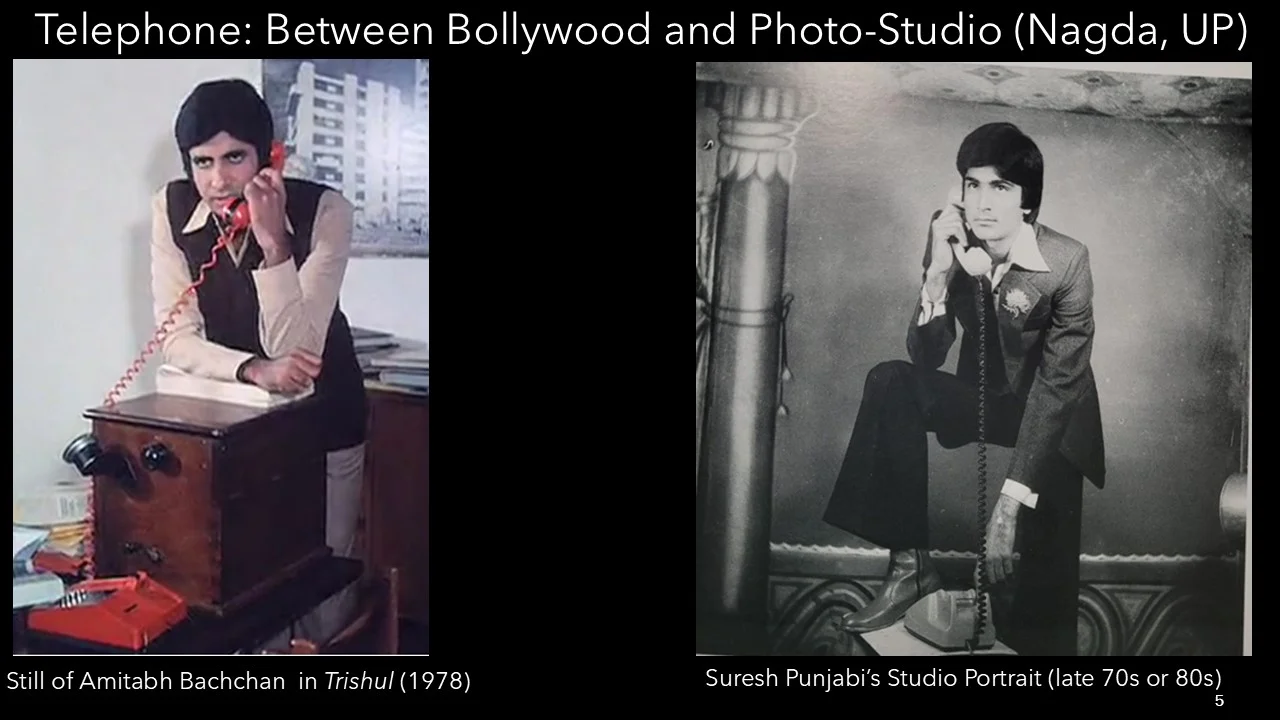 Telephone: Between Bollywood and Photo-Studio (Nagda, UP)
Still of Amitabh Bachchan in Trishul (1978)
Suresh Punjabi’s Studio Portrait (late 70s or 80s)
5